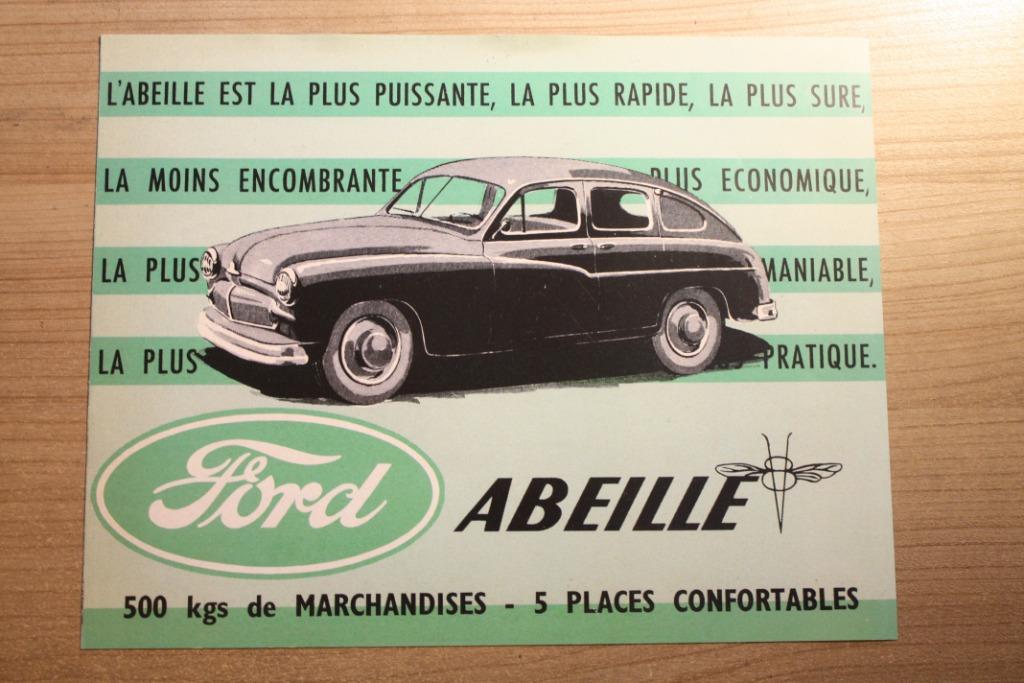 L'ABEILLE EST LA PLUS PUISSANTE, LA PLUS RAPIDE, LA PLUS SURE,
LA MOINS ENCOMBRANTE PLUS ECONOMIQUE,
LA PLUS MANIABLE,
LA PLUS PRATIQUE.
Ford ABEILLE
500 kgs de MARCHANDISES - 5 PLACES CONFORTABLES